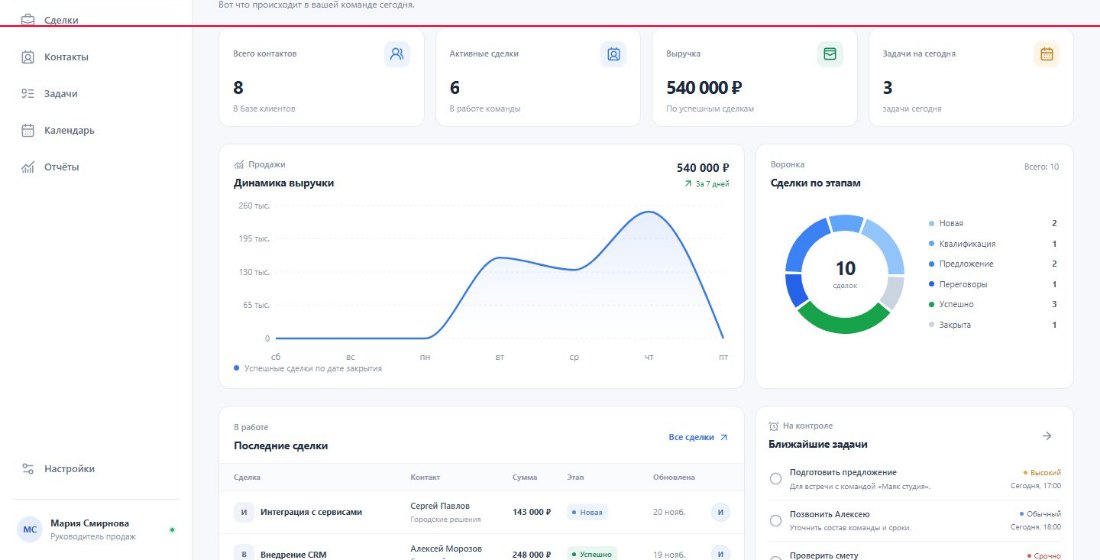 Вот что происходит в вашей команде сегодня.
Сделки
Контакты
Задачи
Календарь
Отчёты
Настройки
МС
Мария Смирнова
Руководитель продаж
Всего контактов
8
В базе клиентов
Активные сделки
6
В работе команды
Выручка
540 000 ₽
По успешным сделкам
Задачи на сегодня
3
задачи сегодня
Продажи
Динамика выручки
540 000 ₽
За 7 дней
260 тыс.
195 тыс.
130 тыс.
65 тыс.
0
сб вс пн вт ср чт пт
Успешные сделки по дате закрытия
Воронка
Сделки по этапам
Всего: 10
10
сделок
Новая 2
Квалификация 1
Предложение 2
Переговоры 1
Успешно 3
Закрыта 1
В работе
Последние сделки
Все сделки
Сделка Контакт Сумма Этап Обновлена
И Интеграция с сервисами Сергей Павлов 143 000 ₽ Новая 20 нояб. И
Городские решения
В Внедрение CRM Алексей Морозов 248 000 ₽ Успешно 19 нояб. И
На контроле
Ближайшие задачи
Подготовить предложение Высокий
Для встречи с командой «Маяк студия». Сегодня, 17:00
Позвонить Алексею Обычный
Уточнить состав команды и сроки. Сегодня, 18:00
Проверить смету Срочно